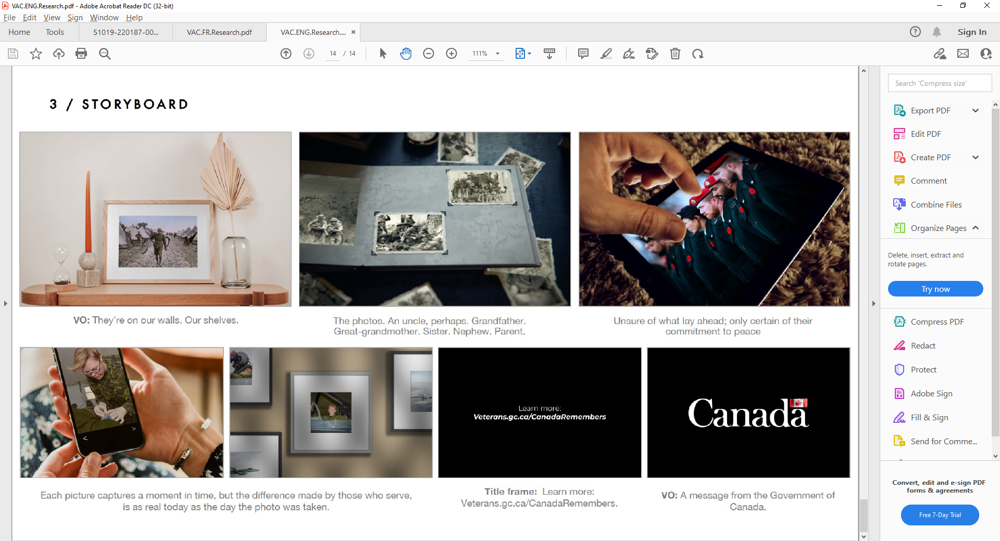 VAC.ENG.Research.pdf - Adobe Acrobat Reader DC (32-bit)
File Edit View Sign Window Help
Home Tools 51019-220187-00... VAC.FR.Research.pdf VAC.ENG.Research.... × Sign In
14 / 14 111%
3 / STORYBOARD
VO: They're on our walls. Our shelves.
The photos. An uncle, perhaps. Grandfather.
Great-grandmother. Sister. Nephew. Parent.
Unsure of what lay ahead; only certain of their
commitment to peace
Learn more:
Veterans.gc.ca/CanadaRemembers
Canada
Each picture captures a moment in time, but the difference made by those who serve,
is as real today as the day the photo was taken.
Title frame: Learn more:
Veterans.gc.ca/CanadaRemembers.
VO: A message from the Government of
Canada.
Search 'Compress size'
Export PDF
Edit PDF
Create PDF
Comment
Combine Files
Organize Pages
Delete, insert, extract and
rotate pages.
Try now
Compress PDF
Redact
Protect
Adobe Sign
Fill & Sign
Send for Comme...
Convert, edit and e-sign PDF
forms & agreements
Free 7-Day Trial